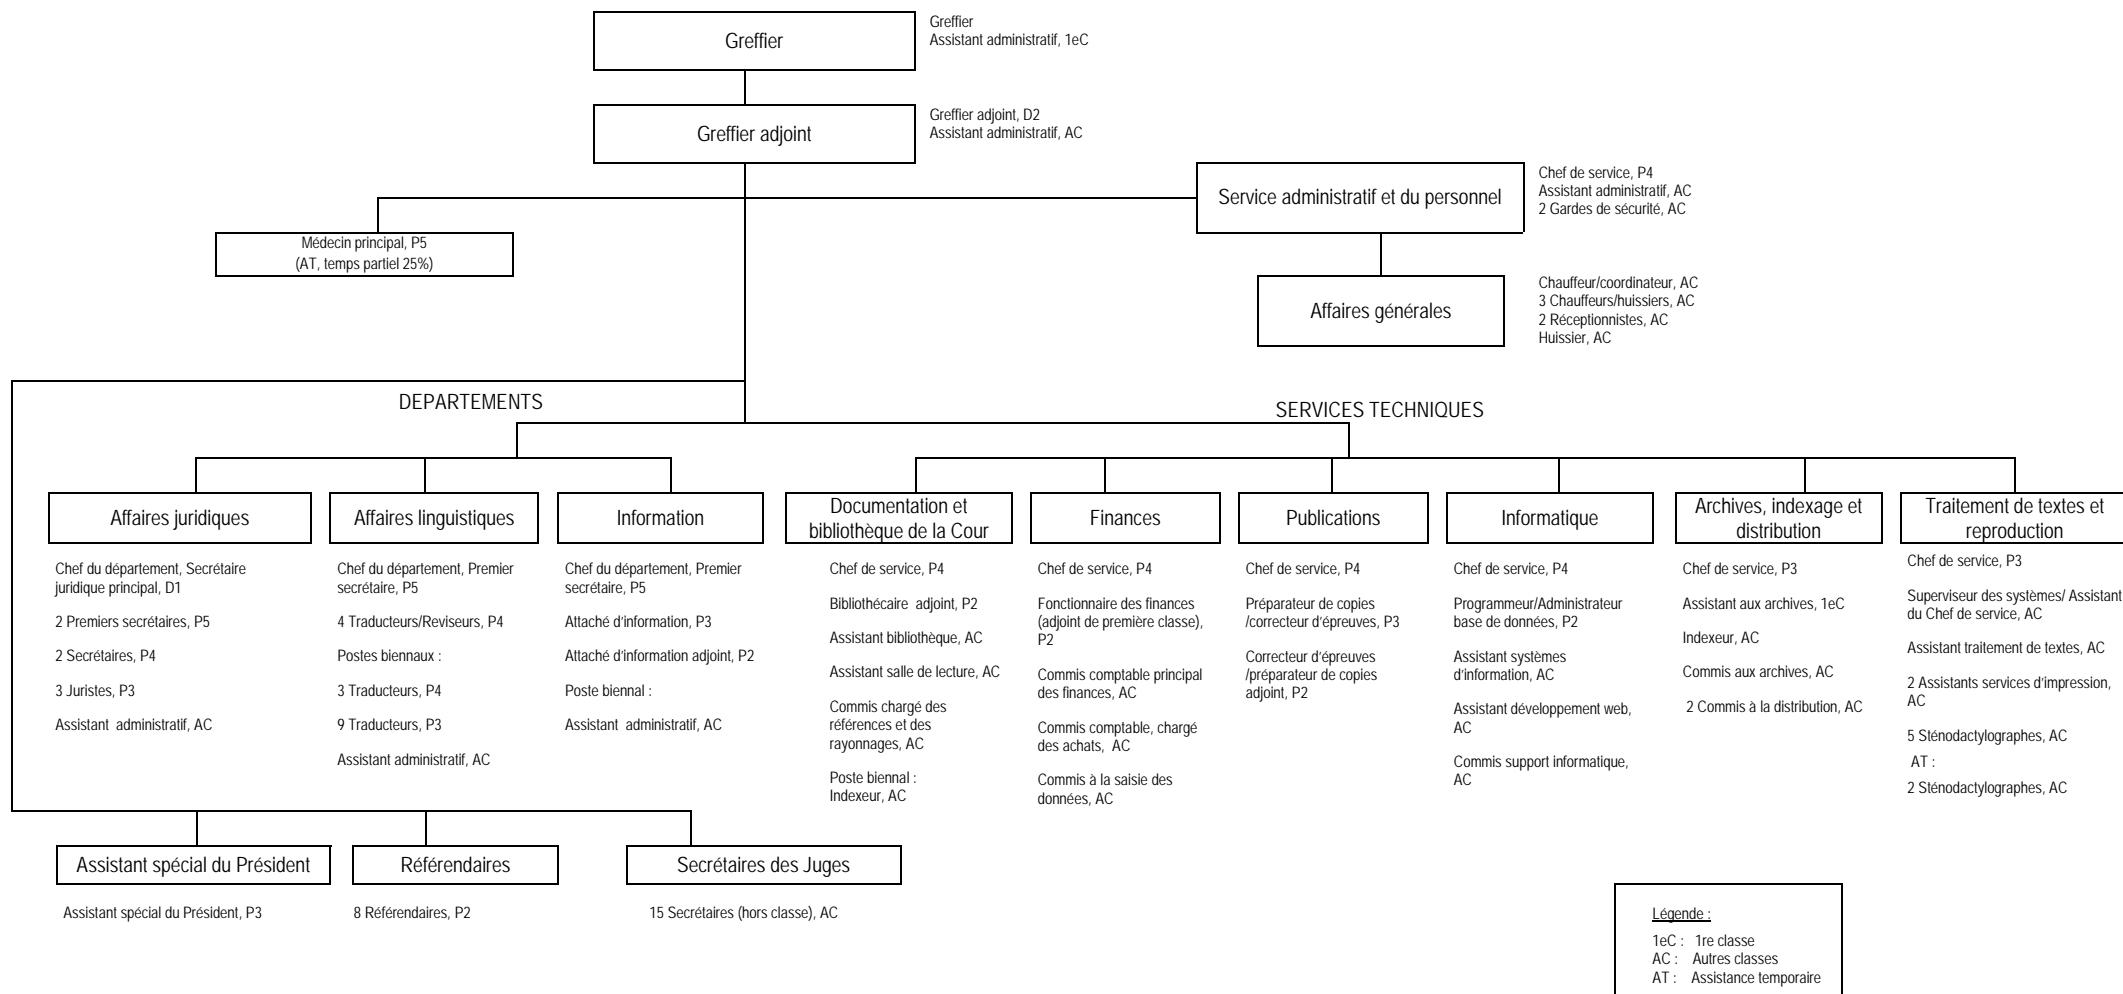 Greffier
Greffier
Assistant administratif, 1eC
Greffier adjoint
Greffier adjoint, D2
Assistant administratif, AC
Service administratif et du personnel
Chef de service, P4
Assistant administratif, AC
2 Gardes de sécurité, AC
Médecin principal, P5
(AT, temps partiel 25%)
Affaires générales
Chauffeur/coordinateur, AC
3 Chauffeurs/huissiers, AC
2 Réceptionnistes, AC
Huissier, AC
DEPARTEMENTS
SERVICES TECHNIQUES
Affaires juridiques
Chef du département, Secrétaire
juridique principal, D1
2 Premiers secrétaires, P5
2 Secrétaires, P4
3 Juristes, P3
Assistant administratif, AC
Affaires linguistiques
Chef du département, Premier
secrétaire, P5
4 Traducteurs/Reviseurs, P4
Postes biennaux :
3 Traducteurs, P4
9 Traducteurs, P3
Assistant administratif, AC
Information
Chef du département, Premier
secrétaire, P5
Attaché d'information, P3
Attaché d'information adjoint, P2
Poste biennal :
Assistant administratif, AC
Documentation et
bibliothèque de la Cour
Chef de service, P4
Bibliothécaire adjoint, P2
Assistant bibliothèque, AC
Assistant salle de lecture, AC
Commis chargé des
références et des
rayonnages, AC
Poste biennal :
Indexeur, AC
Finances
Chef de service, P4
Fonctionnaire des finances
(adjoint de première classe),
P2
Commis comptable principal
des finances, AC
Commis comptable, chargé
des achats, AC
Commis à la saisie des
données, AC
Publications
Chef de service, P4
Préparateur de copies
/correcteur d'épreuves, P3
Correcteur d'épreuves
/préparateur de copies
adjoint, P2
Informatique
Chef de service, P4
Programmeur/Administrateur
base de données, P2
Assistant systèmes
d'information, AC
Assistant développement web,
AC
Commis support informatique,
AC
Archives, indexage et
distribution
Chef de service, P3
Assistant aux archives, 1eC
Indexeur, AC
Commis aux archives, AC
2 Commis à la distribution, AC
Traitement de textes et
reproduction
Chef de service, P3
Superviseur des systèmes/ Assistant
du Chef de service, AC
Assistant traitement de textes, AC
2 Assistants services d'impression,
AC
5 Sténodactylographes, AC
AT :
2 Sténodactylographes, AC
Assistant spécial du Président
Assistant spécial du Président, P3
Référendaires
8 Référendaires, P2
Secrétaires des Juges
15 Secrétaires (hors classe), AC
Légende :
1eC : 1re classe
AC : Autres classes
AT : Assistance temporaire